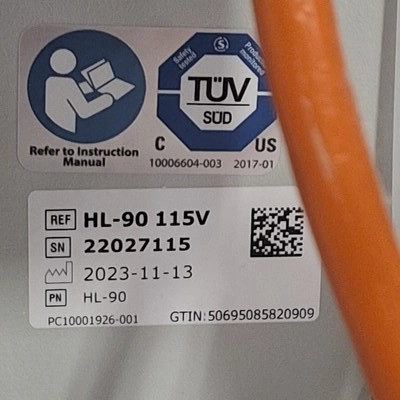 Safety tested
Production monitored
TÜV
SÜD
C US
Refer to Instruction
Manual
10006604-003 2017-01
REF HL-90 115V
SN 22027115
2023-11-13
PN HL-90
PC10001926-001 GTIN:50695085820909